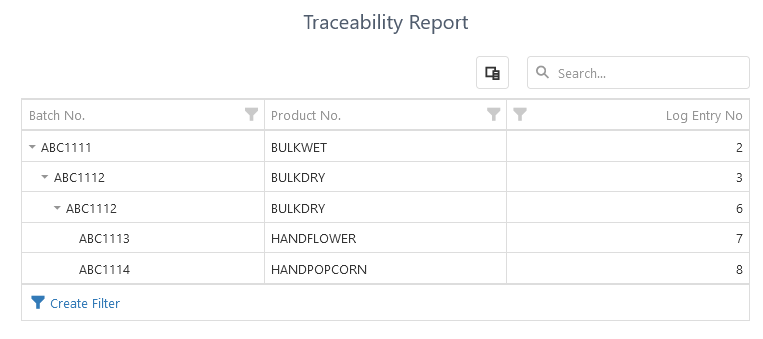 Traceability Report
Search...
Batch No. Product No. Log Entry No
ABC1111 BULKWET 2
ABC1112 BULKDRY 3
ABC1112 BULKDRY 6
ABC1113 HANDFLOWER 7
ABC1114 HANDPOPCORN 8
Create Filter